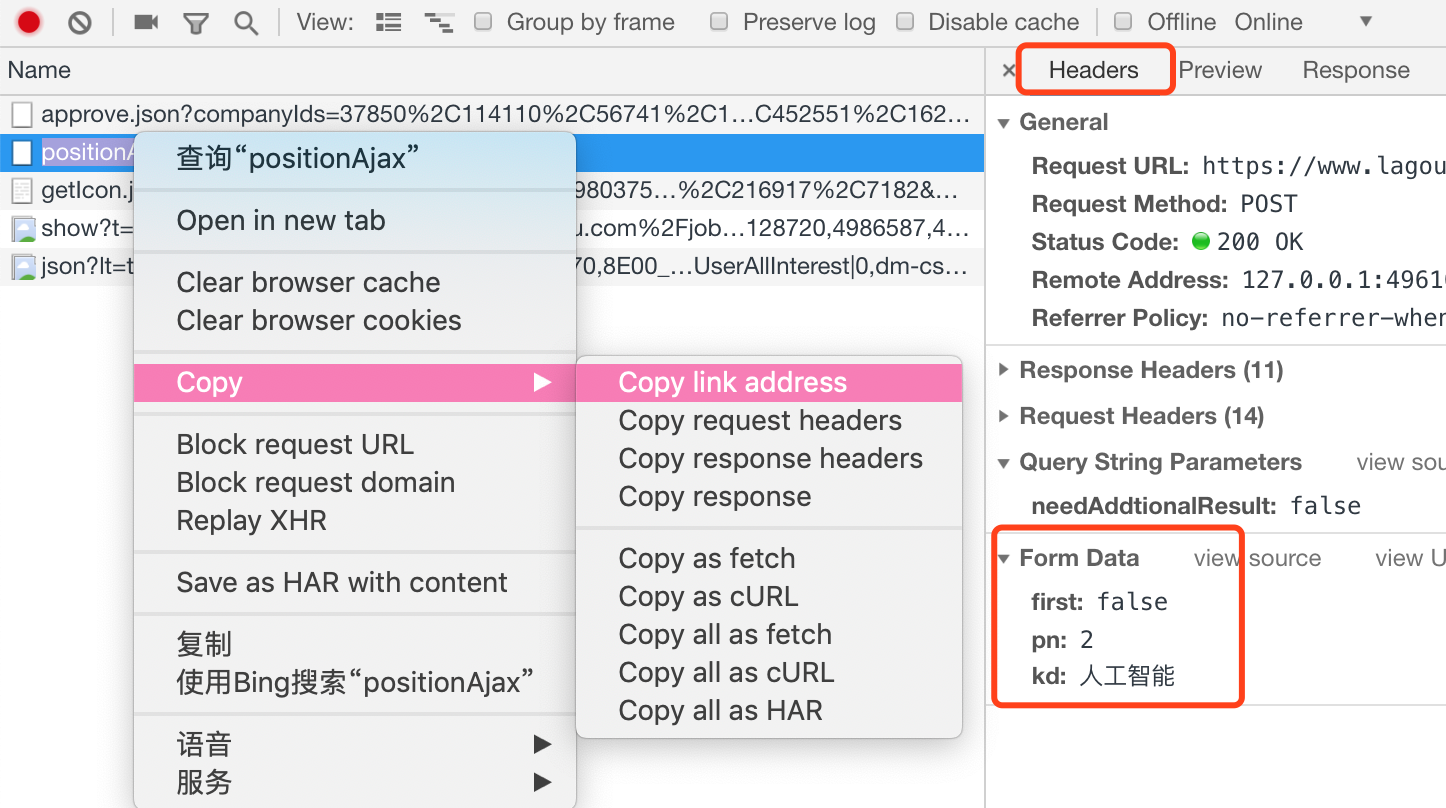 View: Group by frame Preserve log Disable cache Offline Online
Name
approve.json?companyIds=37850%2C114110%2C56741%2C1…C452551%2C162…
positionA
getIcon.j 980375…%2C216917%2C7182&…
show?t= u.com%2Fjob…128720,4986587,4…
json?lt=t 70,8E00_…UserAllInterest|0,dm-cs…
查询“positionAjax”
Open in new tab
Clear browser cache
Clear browser cookies
Copy
Block request URL
Block request domain
Replay XHR
Save as HAR with content
复制
使用Bing搜索“positionAjax”
语音
服务
Copy link address
Copy request headers
Copy response headers
Copy response
Copy as fetch
Copy as cURL
Copy all as fetch
Copy all as cURL
Copy all as HAR
× Headers Preview Response
General
Request URL: https://www.lagou
Request Method: POST
Status Code: 200 OK
Remote Address: 127.0.0.1:4961
Referrer Policy: no-referrer-wher
Response Headers (11)
Request Headers (14)
Query String Parameters view sou
needAddtionalResult: false
Form Data view source view U
first: false
pn: 2
kd: 人工智能